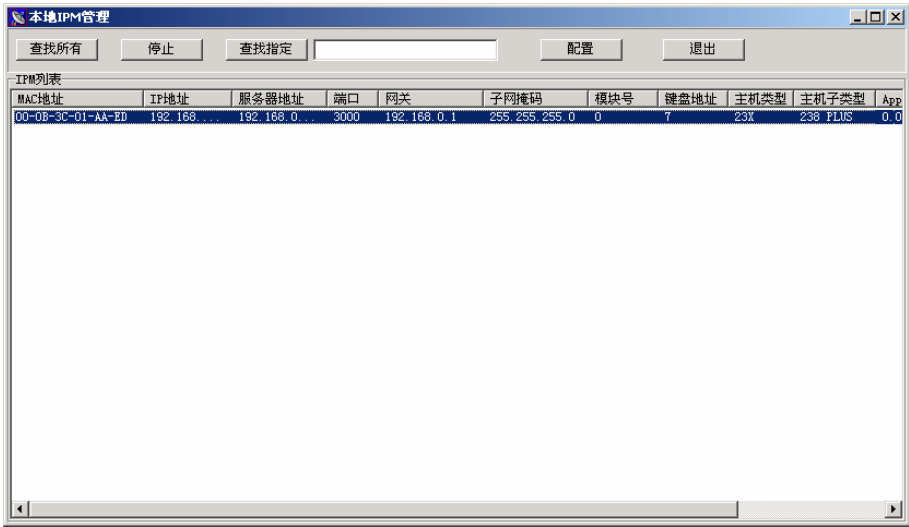 本地IPM管理
查找所有 停止 查找指定 配置 退出
IPM列表
MAC地址 IP地址 服务器地址 端口 网关 子网掩码 模块号 键盘地址 主机类型 主机子类型 App
00-0B-3C-01-AA-ED 192.168.... 192.168.0... 3000 192.168.0.1 255.255.255.0 0 7 23X 238 PLUS 0.0